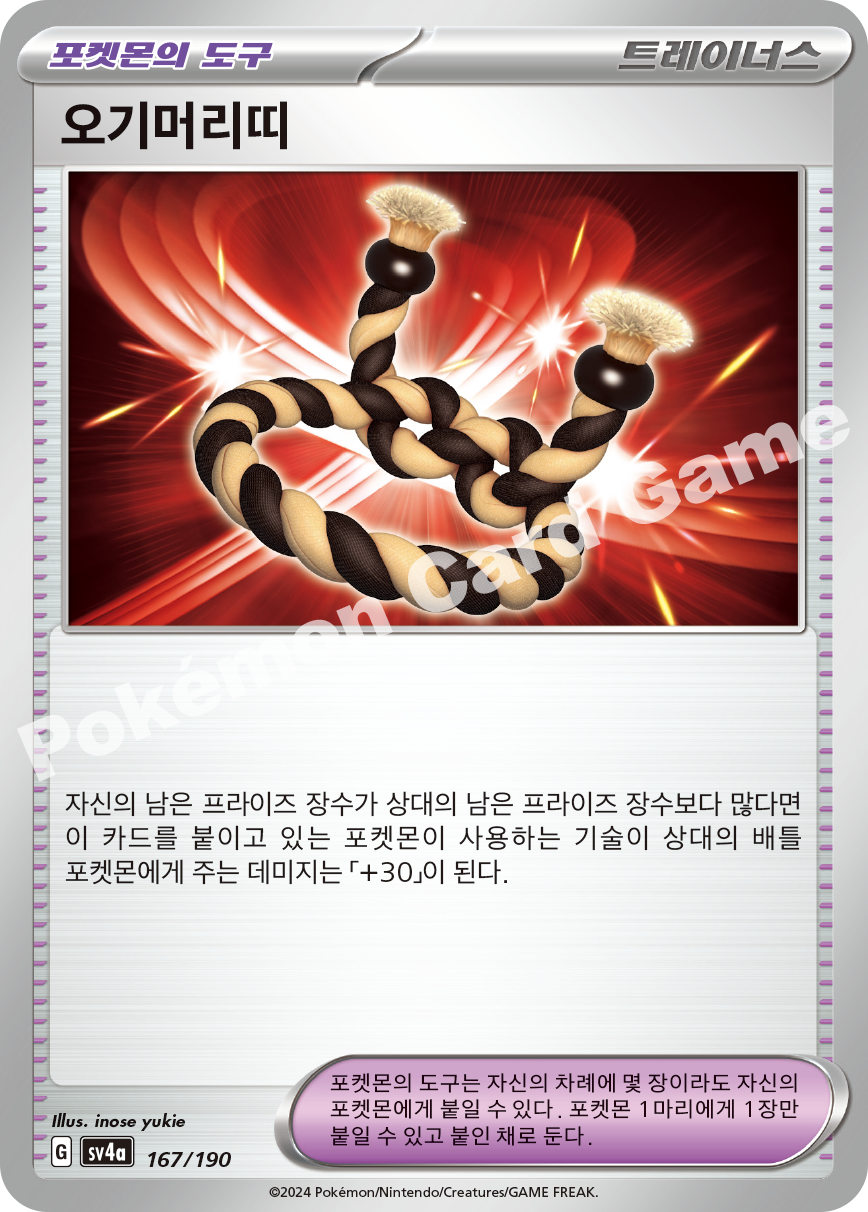 포켓몬의 도구
트레이너스
오기머리띠
Pokémon Card Game
자신의 남은 프라이즈 장수가 상대의 남은 프라이즈 장수보다 많다면
이 카드를 붙이고 있는 포켓몬이 사용하는 기술이 상대의 배틀
포켓몬에게 주는 데미지는 「+30」이 된다.
포켓몬의 도구는 자신의 차례에 몇 장이라도 자신의
포켓몬에게 붙일 수 있다. 포켓몬 1마리에게 1장만
붙일 수 있고 붙인 채로 둔다.
Illus. inose yukie
G sv4a 167/190
©2024 Pokémon/Nintendo/Creatures/GAME FREAK.